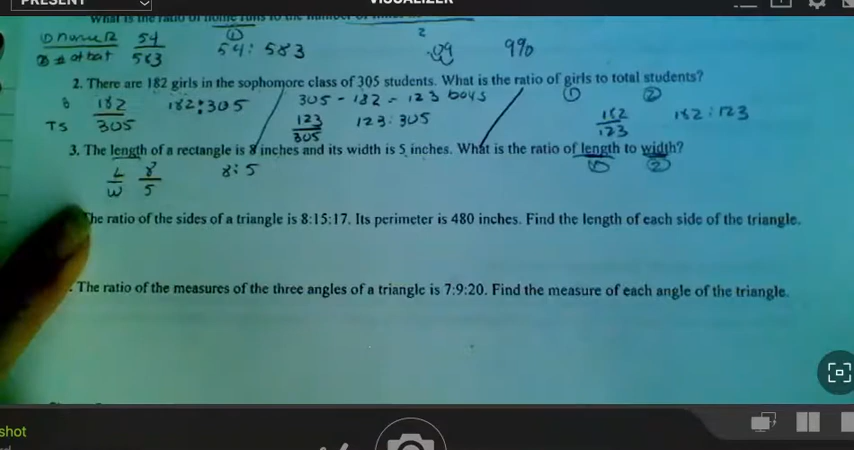 PRESENT
VISUALIZER
What is the ratio of home runs to the number of times at
① home R 54 ① 54 : 583 2 .09 9%
② # of bat 583
2. There are 182 girls in the sophomore class of 305 students. What is the ratio of girls to total students?
G 182 182:305 305 - 182 = 123 boys ① ②
TS 305 123 123:305 182 182:123
305 123
3. The length of a rectangle is 8 inches and its width is 5 inches. What is the ratio of length to width?
L 8 8:5 ① ②
W 5
The ratio of the sides of a triangle is 8:15:17. Its perimeter is 480 inches. Find the length of each side of the triangle.
. The ratio of the measures of the three angles of a triangle is 7:9:20. Find the measure of each angle of the triangle.
shot